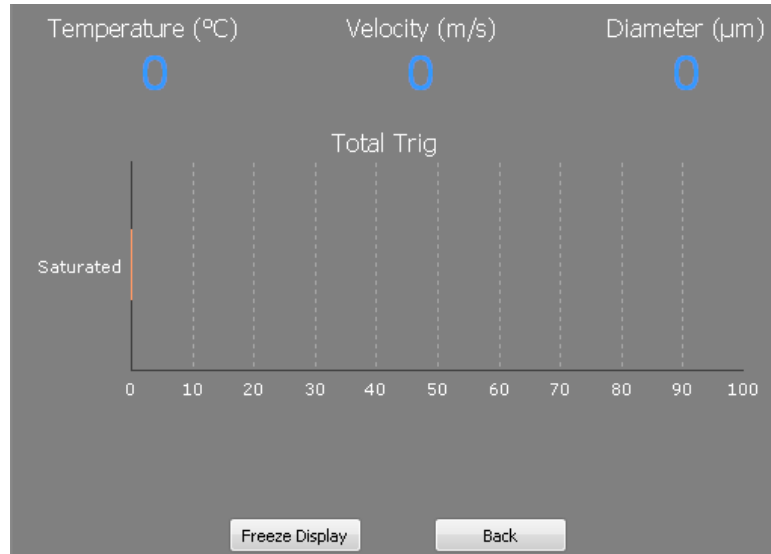 Temperature (ºC) Velocity (m/s) Diameter (µm)
0 0 0
Total Trig
Saturated
0 10 20 30 40 50 60 70 80 90 100
Freeze Display Back